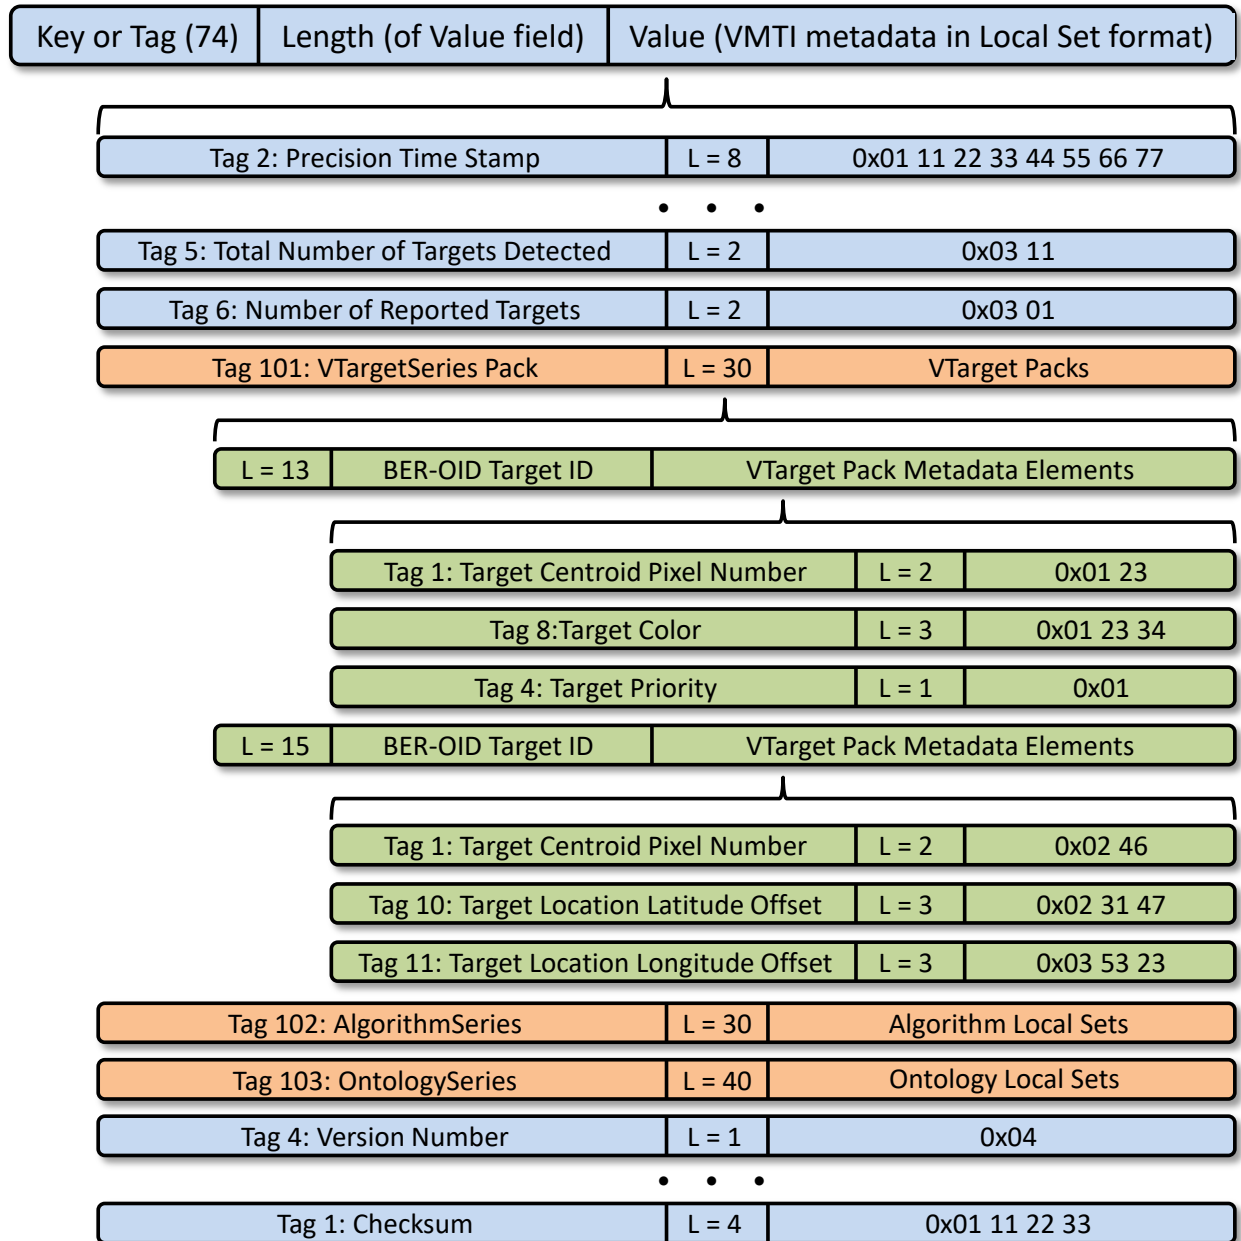 Key or Tag (74) Length (of Value field) Value (VMTI metadata in Local Set format)
Tag 2: Precision Time Stamp L = 8 0x01 11 22 33 44 55 66 77
• • •
Tag 5: Total Number of Targets Detected L = 2 0x03 11
Tag 6: Number of Reported Targets L = 2 0x03 01
Tag 101: VTargetSeries Pack L = 30 VTarget Packs
L = 13 BER-OID Target ID VTarget Pack Metadata Elements
Tag 1: Target Centroid Pixel Number L = 2 0x01 23
Tag 8:Target Color L = 3 0x01 23 34
Tag 4: Target Priority L = 1 0x01
L = 15 BER-OID Target ID VTarget Pack Metadata Elements
Tag 1: Target Centroid Pixel Number L = 2 0x02 46
Tag 10: Target Location Latitude Offset L = 3 0x02 31 47
Tag 11: Target Location Longitude Offset L = 3 0x03 53 23
Tag 102: AlgorithmSeries L = 30 Algorithm Local Sets
Tag 103: OntologySeries L = 40 Ontology Local Sets
Tag 4: Version Number L = 1 0x04
• • •
Tag 1: Checksum L = 4 0x01 11 22 33